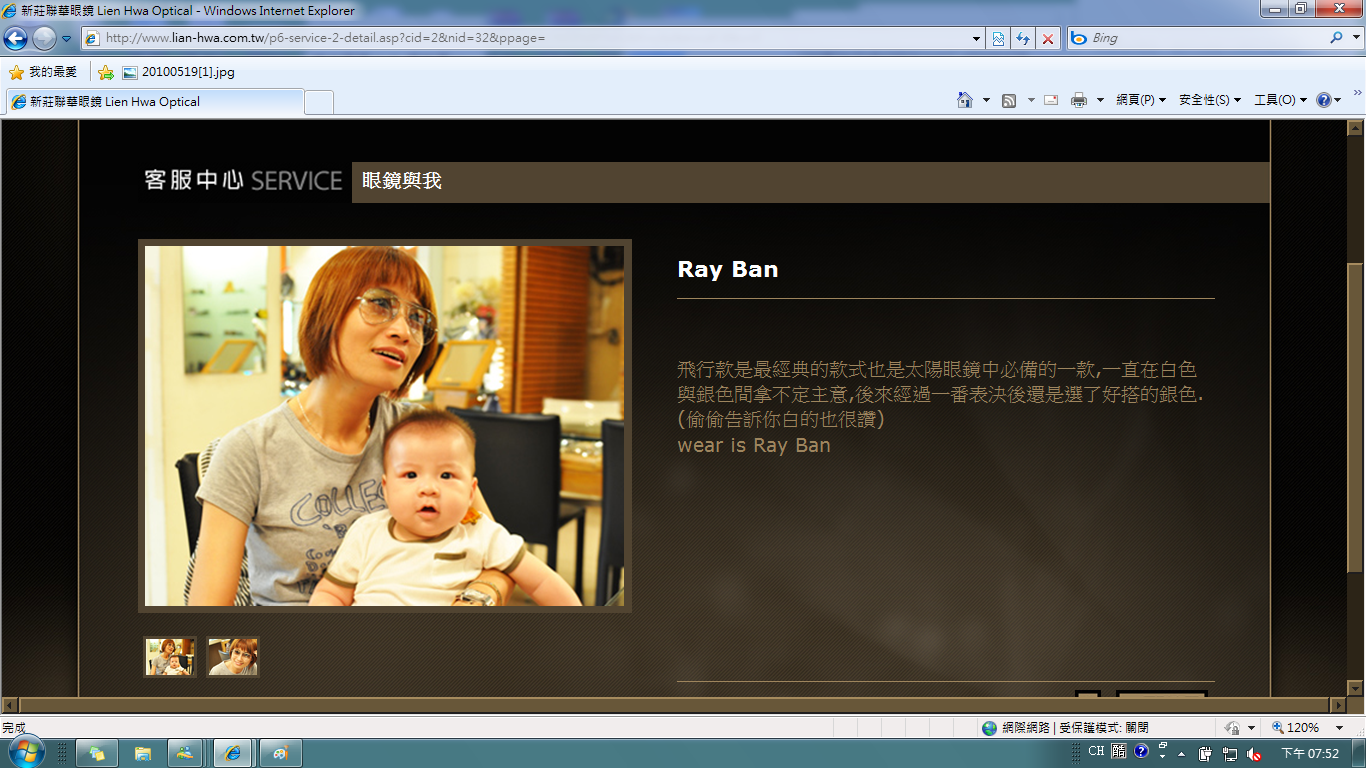 新莊聯華眼鏡 Lien Hwa Optical - Windows Internet Explorer
http://www.lian-hwa.com.tw/p6-service-2-detail.asp?cid=2&nid=32&ppage=
Bing
我的最愛
20100519[1].jpg
新莊聯華眼鏡 Lien Hwa Optical
網頁(P)
安全性(S)
工具(O)
客服中心 SERVICE
眼鏡與我
Ray Ban
飛行款是最經典的款式也是太陽眼鏡中必備的一款,一直在白色
與銀色間拿不定主意,後來經過一番表決後還是選了好搭的銀色.
(偷偷告訴你白的也很讚)
wear is Ray Ban
COLLEG
完成
網際網路 | 受保護模式: 關閉
120%
CH
下午 07:52